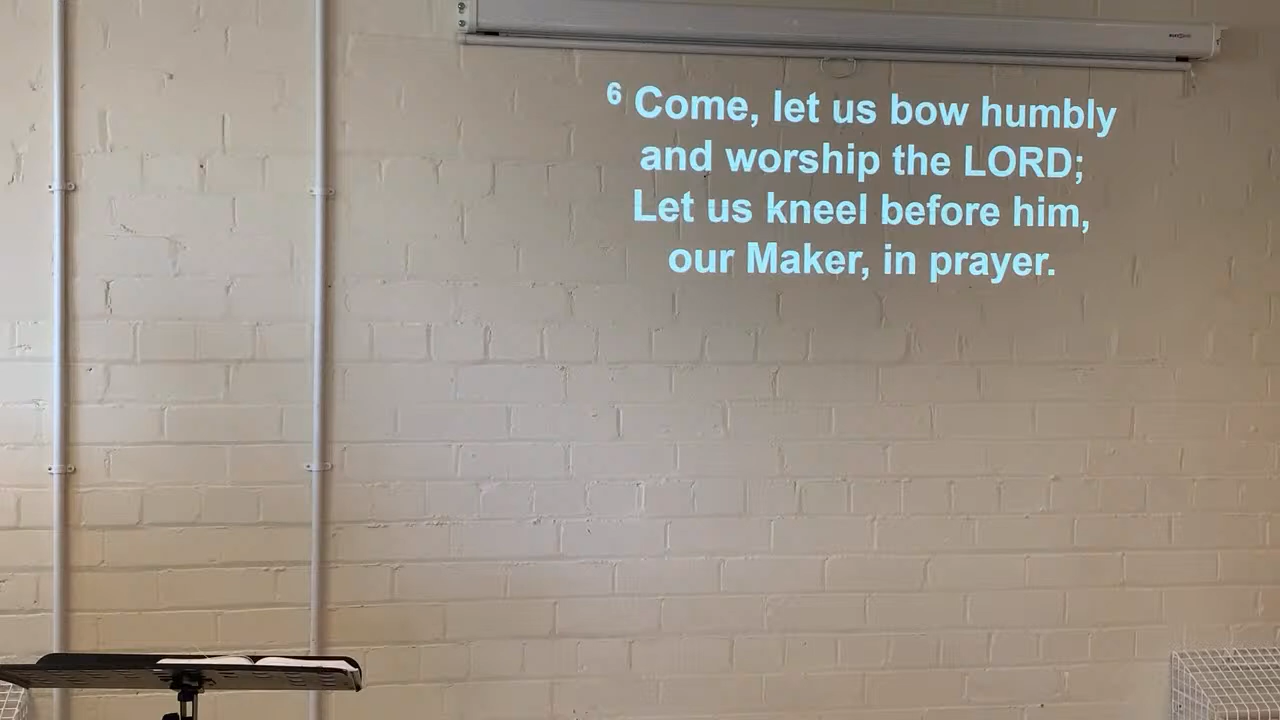 6 Come, let us bow humbly
and worship the LORD;
Let us kneel before him,
our Maker, in prayer.